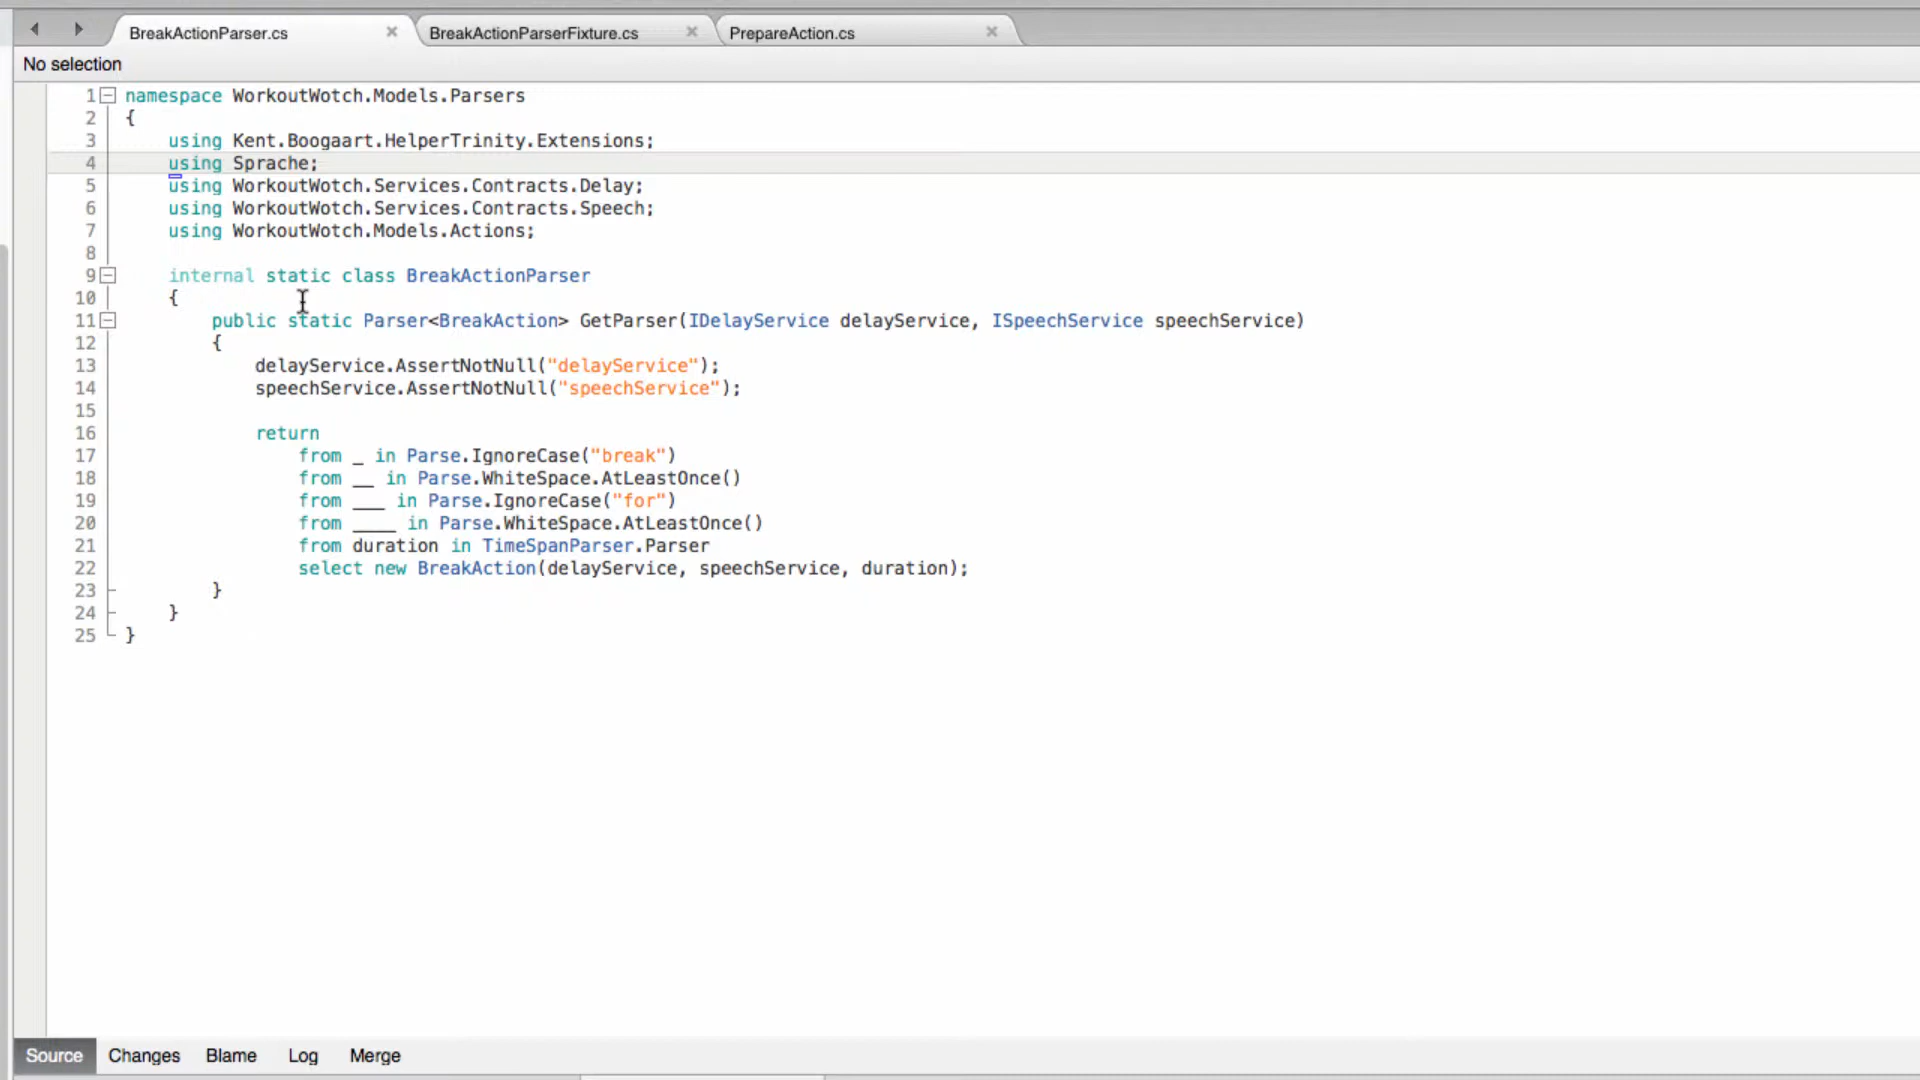 BreakActionParser.cs × BreakActionParserFixture.cs × PrepareAction.cs ×
No selection
1 namespace WorkoutWotch.Models.Parsers
2 {
3 using Kent.Boogaart.HelperTrinity.Extensions;
4 using Sprache;
5 using WorkoutWotch.Services.Contracts.Delay;
6 using WorkoutWotch.Services.Contracts.Speech;
7 using WorkoutWotch.Models.Actions;
8
9 internal static class BreakActionParser
10 {
11 public static Parser<BreakAction> GetParser(IDelayService delayService, ISpeechService speechService)
12 {
13 delayService.AssertNotNull("delayService");
14 speechService.AssertNotNull("speechService");
15
16 return
17 from _ in Parse.IgnoreCase("break")
18 from __ in Parse.WhiteSpace.AtLeastOnce()
19 from ___ in Parse.IgnoreCase("for")
20 from ____ in Parse.WhiteSpace.AtLeastOnce()
21 from duration in TimeSpanParser.Parser
22 select new BreakAction(delayService, speechService, duration);
23 }
24 }
25 }
Source Changes Blame Log Merge